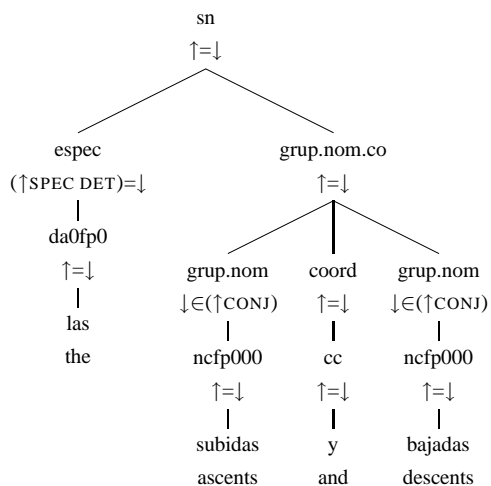 sn
↑=↓
espec grup.nom.co
(↑SPEC DET)=↓ ↑=↓
da0fp0
↑=↓ grup.nom coord grup.nom
↓∈(↑CONJ) ↑=↓ ↓∈(↑CONJ)
las
the ncfp000 cc ncfp000
↑=↓ ↑=↓ ↑=↓
subidas y bajadas
ascents and descents